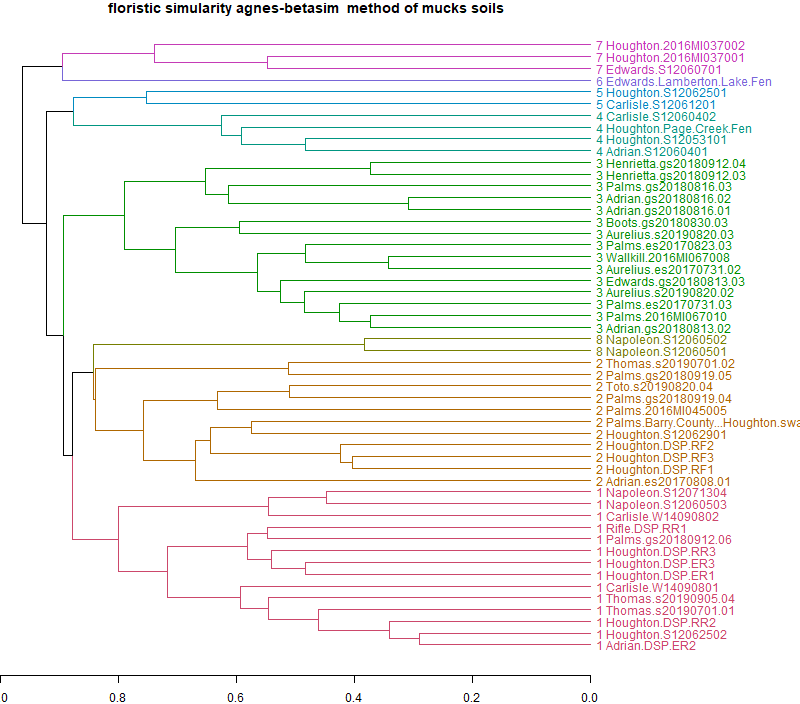 floristic simularity agnes-betasim method of mucks soils
7 Houghton.2016MI037002
7 Houghton.2016MI037001
7 Edwards.S12060701
6 Edwards.Lamberton.Lake.Fen
5 Houghton.S12062501
5 Carlisle.S12061201
4 Carlisle.S12060402
4 Houghton.Page.Creek.Fen
4 Houghton.S12053101
4 Adrian.S12060401
3 Henrietta.gs20180912.04
3 Henrietta.gs20180912.03
3 Palms.gs20180816.03
3 Adrian.gs20180816.02
3 Adrian.gs20180816.01
3 Boots.gs20180830.03
3 Aurelius.s20190820.03
3 Palms.es20170823.03
3 Wallkill.2016MI067008
3 Aurelius.es20170731.02
3 Edwards.gs20180813.03
3 Aurelius.s20190820.02
3 Palms.es20170731.03
3 Palms.2016MI067010
3 Adrian.gs20180813.02
8 Napoleon.S12060502
8 Napoleon.S12060501
2 Thomas.s20190701.02
2 Palms.gs20180919.05
2 Toto.s20190820.04
2 Palms.gs20180919.04
2 Palms.2016MI045005
2 Palms.Barry.County...Houghton.swa
2 Houghton.S12062901
2 Houghton.DSP.RF2
2 Houghton.DSP.RF3
2 Houghton.DSP.RF1
2 Adrian.es20170808.01
1 Napoleon.S12071304
1 Napoleon.S12060503
1 Carlisle.W14090802
1 Rifle.DSP.RR1
1 Palms.gs20180912.06
1 Houghton.DSP.RR3
1 Houghton.DSP.ER3
1 Houghton.DSP.ER1
1 Carlisle.W14090801
1 Thomas.s20190905.04
1 Thomas.s20190701.01
1 Houghton.DSP.RR2
1 Houghton.S12062502
1 Adrian.DSP.ER2
0 0.8 0.6 0.4 0.2 0.0